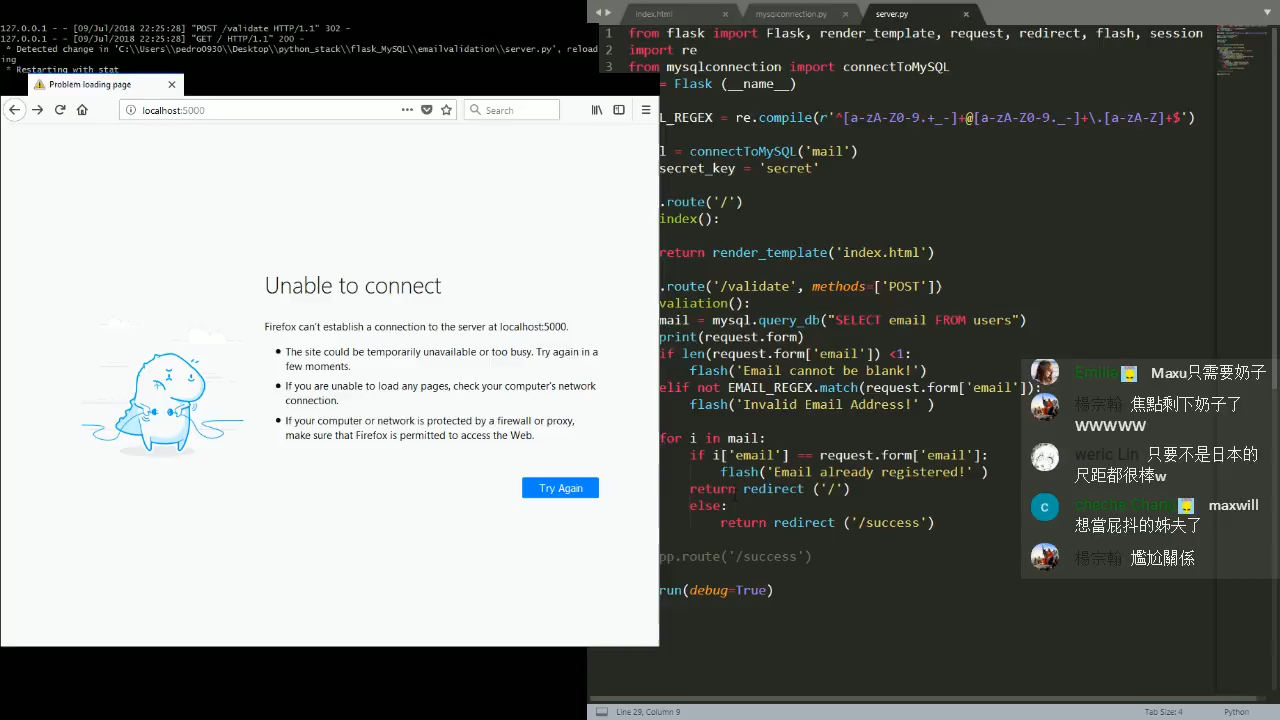 127.0.0.1 - - [09/Jul/2018 22:25:28] "POST /validate HTTP/1.1" 302 -
127.0.0.1 - - [09/Jul/2018 22:25:28] "GET / HTTP/1.1" 200 -
* Detected change in 'C:\\Users\\pedro0930\\Desktop\\python_stack\\flask_MySQL\\emailvalidation\\server.py', reload
ing
* Restarting with stat
Problem loading page
localhost:5000
Search
Unable to connect
Firefox can't establish a connection to the server at localhost:5000.
The site could be temporarily unavailable or too busy. Try again in a
few moments.
If you are unable to load any pages, check your computer's network
connection.
If your computer or network is protected by a firewall or proxy,
make sure that Firefox is permitted to access the Web.
Try Again
index.html
mysqlconnection.py
server.py
1 from flask import Flask, render_template, request, redirect, flash, session
2 import re
3 from mysqlconnection import connectToMySQL
= Flask (__name__)
L_REGEX = re.compile(r'^[a-zA-Z0-9.+_-]+@[a-zA-Z0-9._-]+\.[a-zA-Z]+$')
l = connectToMySQL('mail')
secret_key = 'secret'
.route('/')
index():
return render_template('index.html')
.route('/validate', methods=['POST'])
valiation():
mail = mysql.query_db("SELECT email FROM users")
print(request.form)
if len(request.form['email']) <1:
flash('Email cannot be blank!')
elif not EMAIL_REGEX.match(request.form['email']):
flash('Invalid Email Address!' )
for i in mail:
if i['email'] == request.form['email']:
flash('Email already registered!' )
return redirect ('/')
else:
return redirect ('/success')
pp.route('/success')
run(debug=True)
Emilia Maxu只需要奶子
楊宗翰 焦點剩下奶子了
WWWWW
weric Lin 只要不是日本的
尺距都很棒w
cheche Chang maxwill
想當屁抖的姊夫了
楊宗翰 尷尬關係
Line 29, Column 9
Tab Size: 4
Python